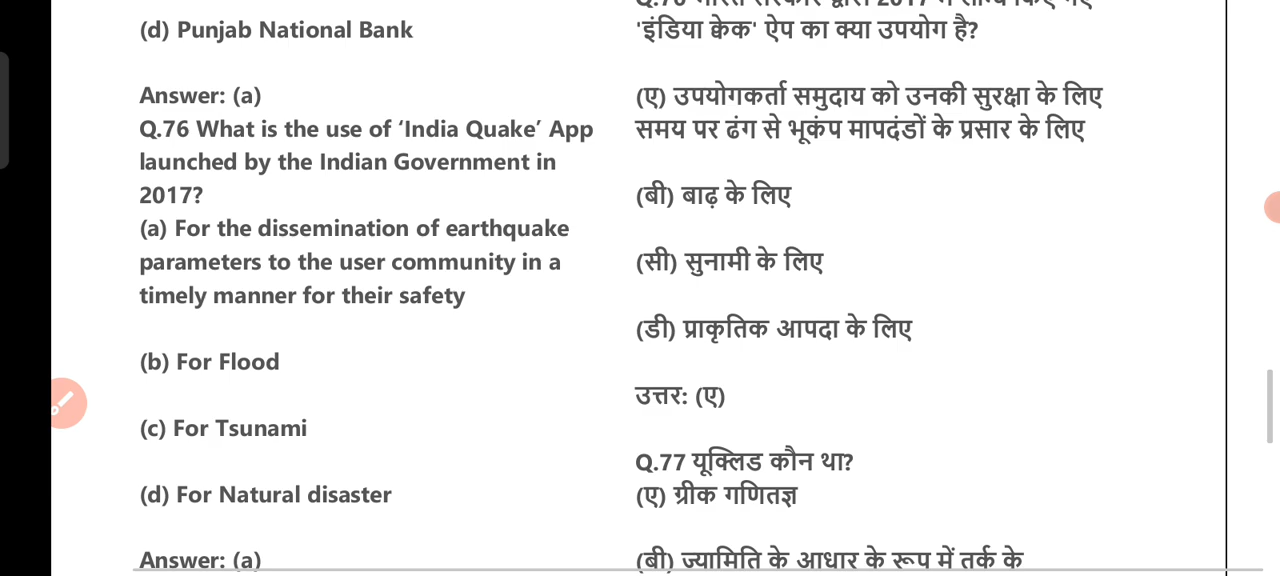 (d) Punjab National Bank
Answer: (a)
Q.76 What is the use of ‘India Quake’ App
launched by the Indian Government in
2017?
(a) For the dissemination of earthquake
parameters to the user community in a
timely manner for their safety
(b) For Flood
(c) For Tsunami
(d) For Natural disaster
Answer: (a)
'इंडिया क्वेक' ऐप का क्या उपयोग है?
(ए) उपयोगकर्ता समुदाय को उनकी सुरक्षा के लिए
समय पर ढंग से भूकंप मापदंडों के प्रसार के लिए
(बी) बाढ़ के लिए
(सी) सुनामी के लिए
(डी) प्राकृतिक आपदा के लिए
उत्तर: (ए)
Q.77 यूक्लिड कौन था?
(ए) ग्रीक गणितज्ञ
(बी) ज्यामिति के आधार के रूप में तर्क के